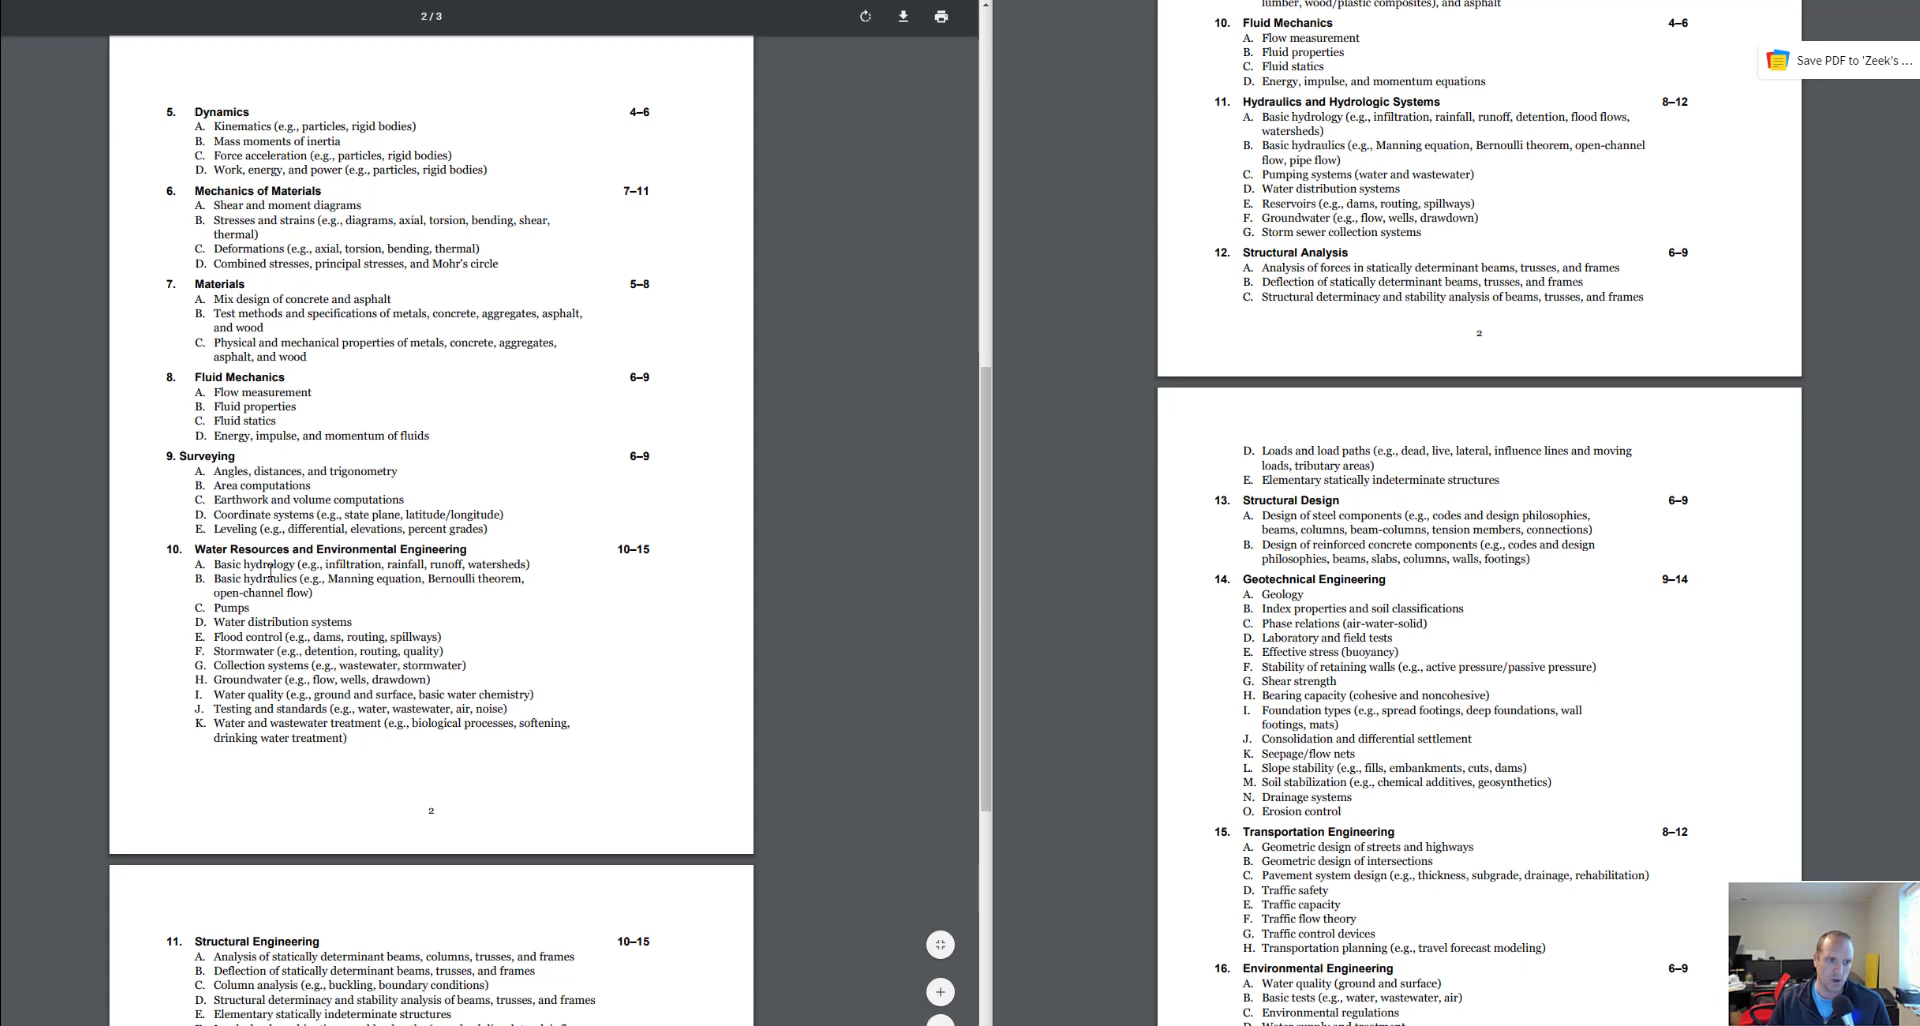 2 / 3
5. Dynamics 4–6
A. Kinematics (e.g., particles, rigid bodies)
B. Mass moments of inertia
C. Force acceleration (e.g., particles, rigid bodies)
D. Work, energy, and power (e.g., particles, rigid bodies)
6. Mechanics of Materials 7–11
A. Shear and moment diagrams
B. Stresses and strains (e.g., diagrams, axial, torsion, bending, shear,
thermal)
C. Deformations (e.g., axial, torsion, bending, thermal)
D. Combined stresses, principal stresses, and Mohr's circle
7. Materials 5–8
A. Mix design of concrete and asphalt
B. Test methods and specifications of metals, concrete, aggregates, asphalt,
and wood
C. Physical and mechanical properties of metals, concrete, aggregates,
asphalt, and wood
8. Fluid Mechanics 6–9
A. Flow measurement
B. Fluid properties
C. Fluid statics
D. Energy, impulse, and momentum of fluids
9. Surveying 6–9
A. Angles, distances, and trigonometry
B. Area computations
C. Earthwork and volume computations
D. Coordinate systems (e.g., state plane, latitude/longitude)
E. Leveling (e.g., differential, elevations, percent grades)
10. Water Resources and Environmental Engineering 10–15
A. Basic hydrology (e.g., infiltration, rainfall, runoff, watersheds)
B. Basic hydraulics (e.g., Manning equation, Bernoulli theorem,
open-channel flow)
C. Pumps
D. Water distribution systems
E. Flood control (e.g., dams, routing, spillways)
F. Stormwater (e.g., detention, routing, quality)
G. Collection systems (e.g., wastewater, stormwater)
H. Groundwater (e.g., flow, wells, drawdown)
I. Water quality (e.g., ground and surface, basic water chemistry)
J. Testing and standards (e.g., water, wastewater, air, noise)
K. Water and wastewater treatment (e.g., biological processes, softening,
drinking water treatment)
2
11. Structural Engineering 10–15
A. Analysis of statically determinant beams, columns, trusses, and frames
B. Deflection of statically determinant beams, trusses, and frames
C. Column analysis (e.g., buckling, boundary conditions)
D. Structural determinacy and stability analysis of beams, trusses, and frames
E. Elementary statically indeterminate structures
lumber, wood/plastic composites), and asphalt
10. Fluid Mechanics 4–6
A. Flow measurement
B. Fluid properties
C. Fluid statics
D. Energy, impulse, and momentum equations
11. Hydraulics and Hydrologic Systems 8–12
A. Basic hydrology (e.g., infiltration, rainfall, runoff, detention, flood flows,
watersheds)
B. Basic hydraulics (e.g., Manning equation, Bernoulli theorem, open-channel
flow, pipe flow)
C. Pumping systems (water and wastewater)
D. Water distribution systems
E. Reservoirs (e.g., dams, routing, spillways)
F. Groundwater (e.g., flow, wells, drawdown)
G. Storm sewer collection systems
12. Structural Analysis 6–9
A. Analysis of forces in statically determinant beams, trusses, and frames
B. Deflection of statically determinant beams, trusses, and frames
C. Structural determinacy and stability analysis of beams, trusses, and frames
2
D. Loads and load paths (e.g., dead, live, lateral, influence lines and moving
loads, tributary areas)
E. Elementary statically indeterminate structures
13. Structural Design 6–9
A. Design of steel components (e.g., codes and design philosophies,
beams, columns, beam-columns, tension members, connections)
B. Design of reinforced concrete components (e.g., codes and design
philosophies, beams, slabs, columns, walls, footings)
14. Geotechnical Engineering 9–14
A. Geology
B. Index properties and soil classifications
C. Phase relations (air-water-solid)
D. Laboratory and field tests
E. Effective stress (buoyancy)
F. Stability of retaining walls (e.g., active pressure/passive pressure)
G. Shear strength
H. Bearing capacity (cohesive and noncohesive)
I. Foundation types (e.g., spread footings, deep foundations, wall
footings, mats)
J. Consolidation and differential settlement
K. Seepage/flow nets
L. Slope stability (e.g., fills, embankments, cuts, dams)
M. Soil stabilization (e.g., chemical additives, geosynthetics)
N. Drainage systems
O. Erosion control
15. Transportation Engineering 8–12
A. Geometric design of streets and highways
B. Geometric design of intersections
C. Pavement system design (e.g., thickness, subgrade, drainage, rehabilitation)
D. Traffic safety
E. Traffic capacity
F. Traffic flow theory
G. Traffic control devices
H. Transportation planning (e.g., travel forecast modeling)
16. Environmental Engineering 6–9
A. Water quality (ground and surface)
B. Basic tests (e.g., water, wastewater, air)
C. Environmental regulations
D. Water supply and treatment
Save PDF to 'Zeek's ...